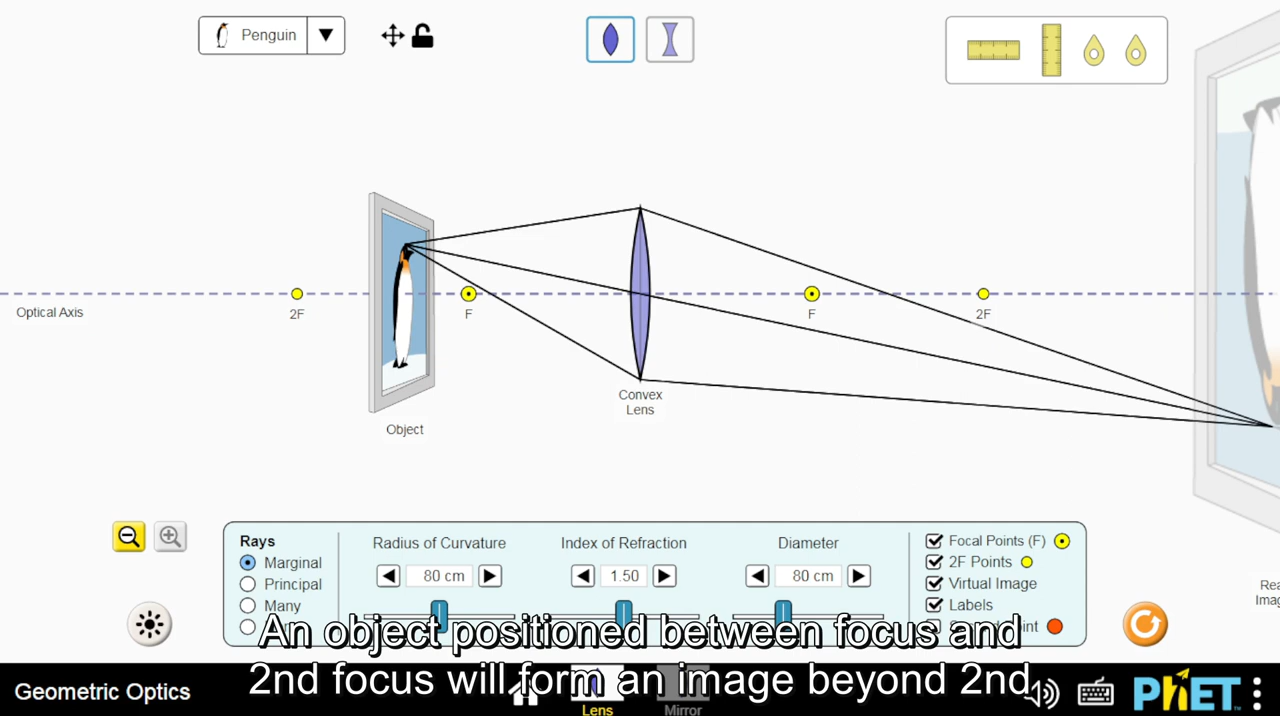 Penguin
Optical Axis
2F
F
F
2F
Convex
Lens
Object
Rays
Marginal
Principal
Many
Radius of Curvature
80 cm
Index of Refraction
1.50
Diameter
80 cm
Focal Points (F)
2F Points
Virtual Image
Labels
An object positioned between focus and
2nd focus will form an image beyond 2nd
Geometric Optics
Lens
Mirror
PhET